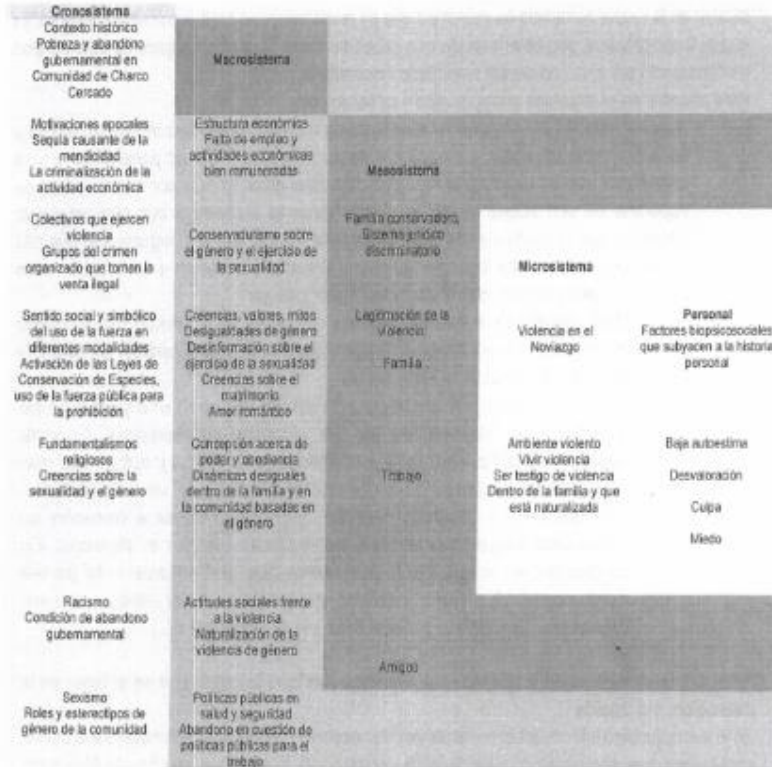 Cronosistema
Contexto histórico
Pobreza y abandono
gubernamental en
Comunidad de Charco
Cercado
Macrosistema
Motivaciones epocales
Sequía causante de la
mendicidad
La criminalización de la
actividad económica
Estructura económica
Falta de empleo y
actividades económicas
bien remuneradas
Mesosistema
Colectivos que ejercen
violencia
Grupos del crimen
organizado que toman la
venta ilegal
Conservadurismo sobre
el género y el ejercicio de
la sexualidad
Familia conservadora,
Sistema jurídico
discriminatorio
Microsistema
Sentido social y simbólico
del uso de la fuerza en
diferentes modalidades
Activación de las Leyes de
Conservación de Especies,
uso de la fuerza pública para
la prohibición
Creencias, valores, mitos
Desigualdades de género
Desinformación sobre el
ejercicio de la sexualidad
Creencias sobre el
matrimonio
Amor romántico
Legitimación de la
violencia
Familia
Violencia en el
Noviazgo
Personal
Factores biopsicosociales
que subyacen a la historia
personal
Fundamentalismos
religiosos
Creencias sobre la
sexualidad y el género
Concepción acerca de
poder y obediencia
Dinámicas desiguales
dentro de la familia y en
la comunidad basadas en
el género
Trabajo
Ambiente violento
Vivir violencia
Ser testigo de violencia
Dentro de la familia y que
está naturalizada
Baja autoestima
Desvaloración
Culpa
Miedo
Racismo
Condición de abandono
gubernamental
Actitudes sociales frente
a la violencia
Naturalización de la
violencia de género
Amigos
Sexismo
Roles y estereotipos de
género de la comunidad
Políticas públicas en
salud y seguridad
Abandono en cuestión de
políticas públicas para el
trabajo